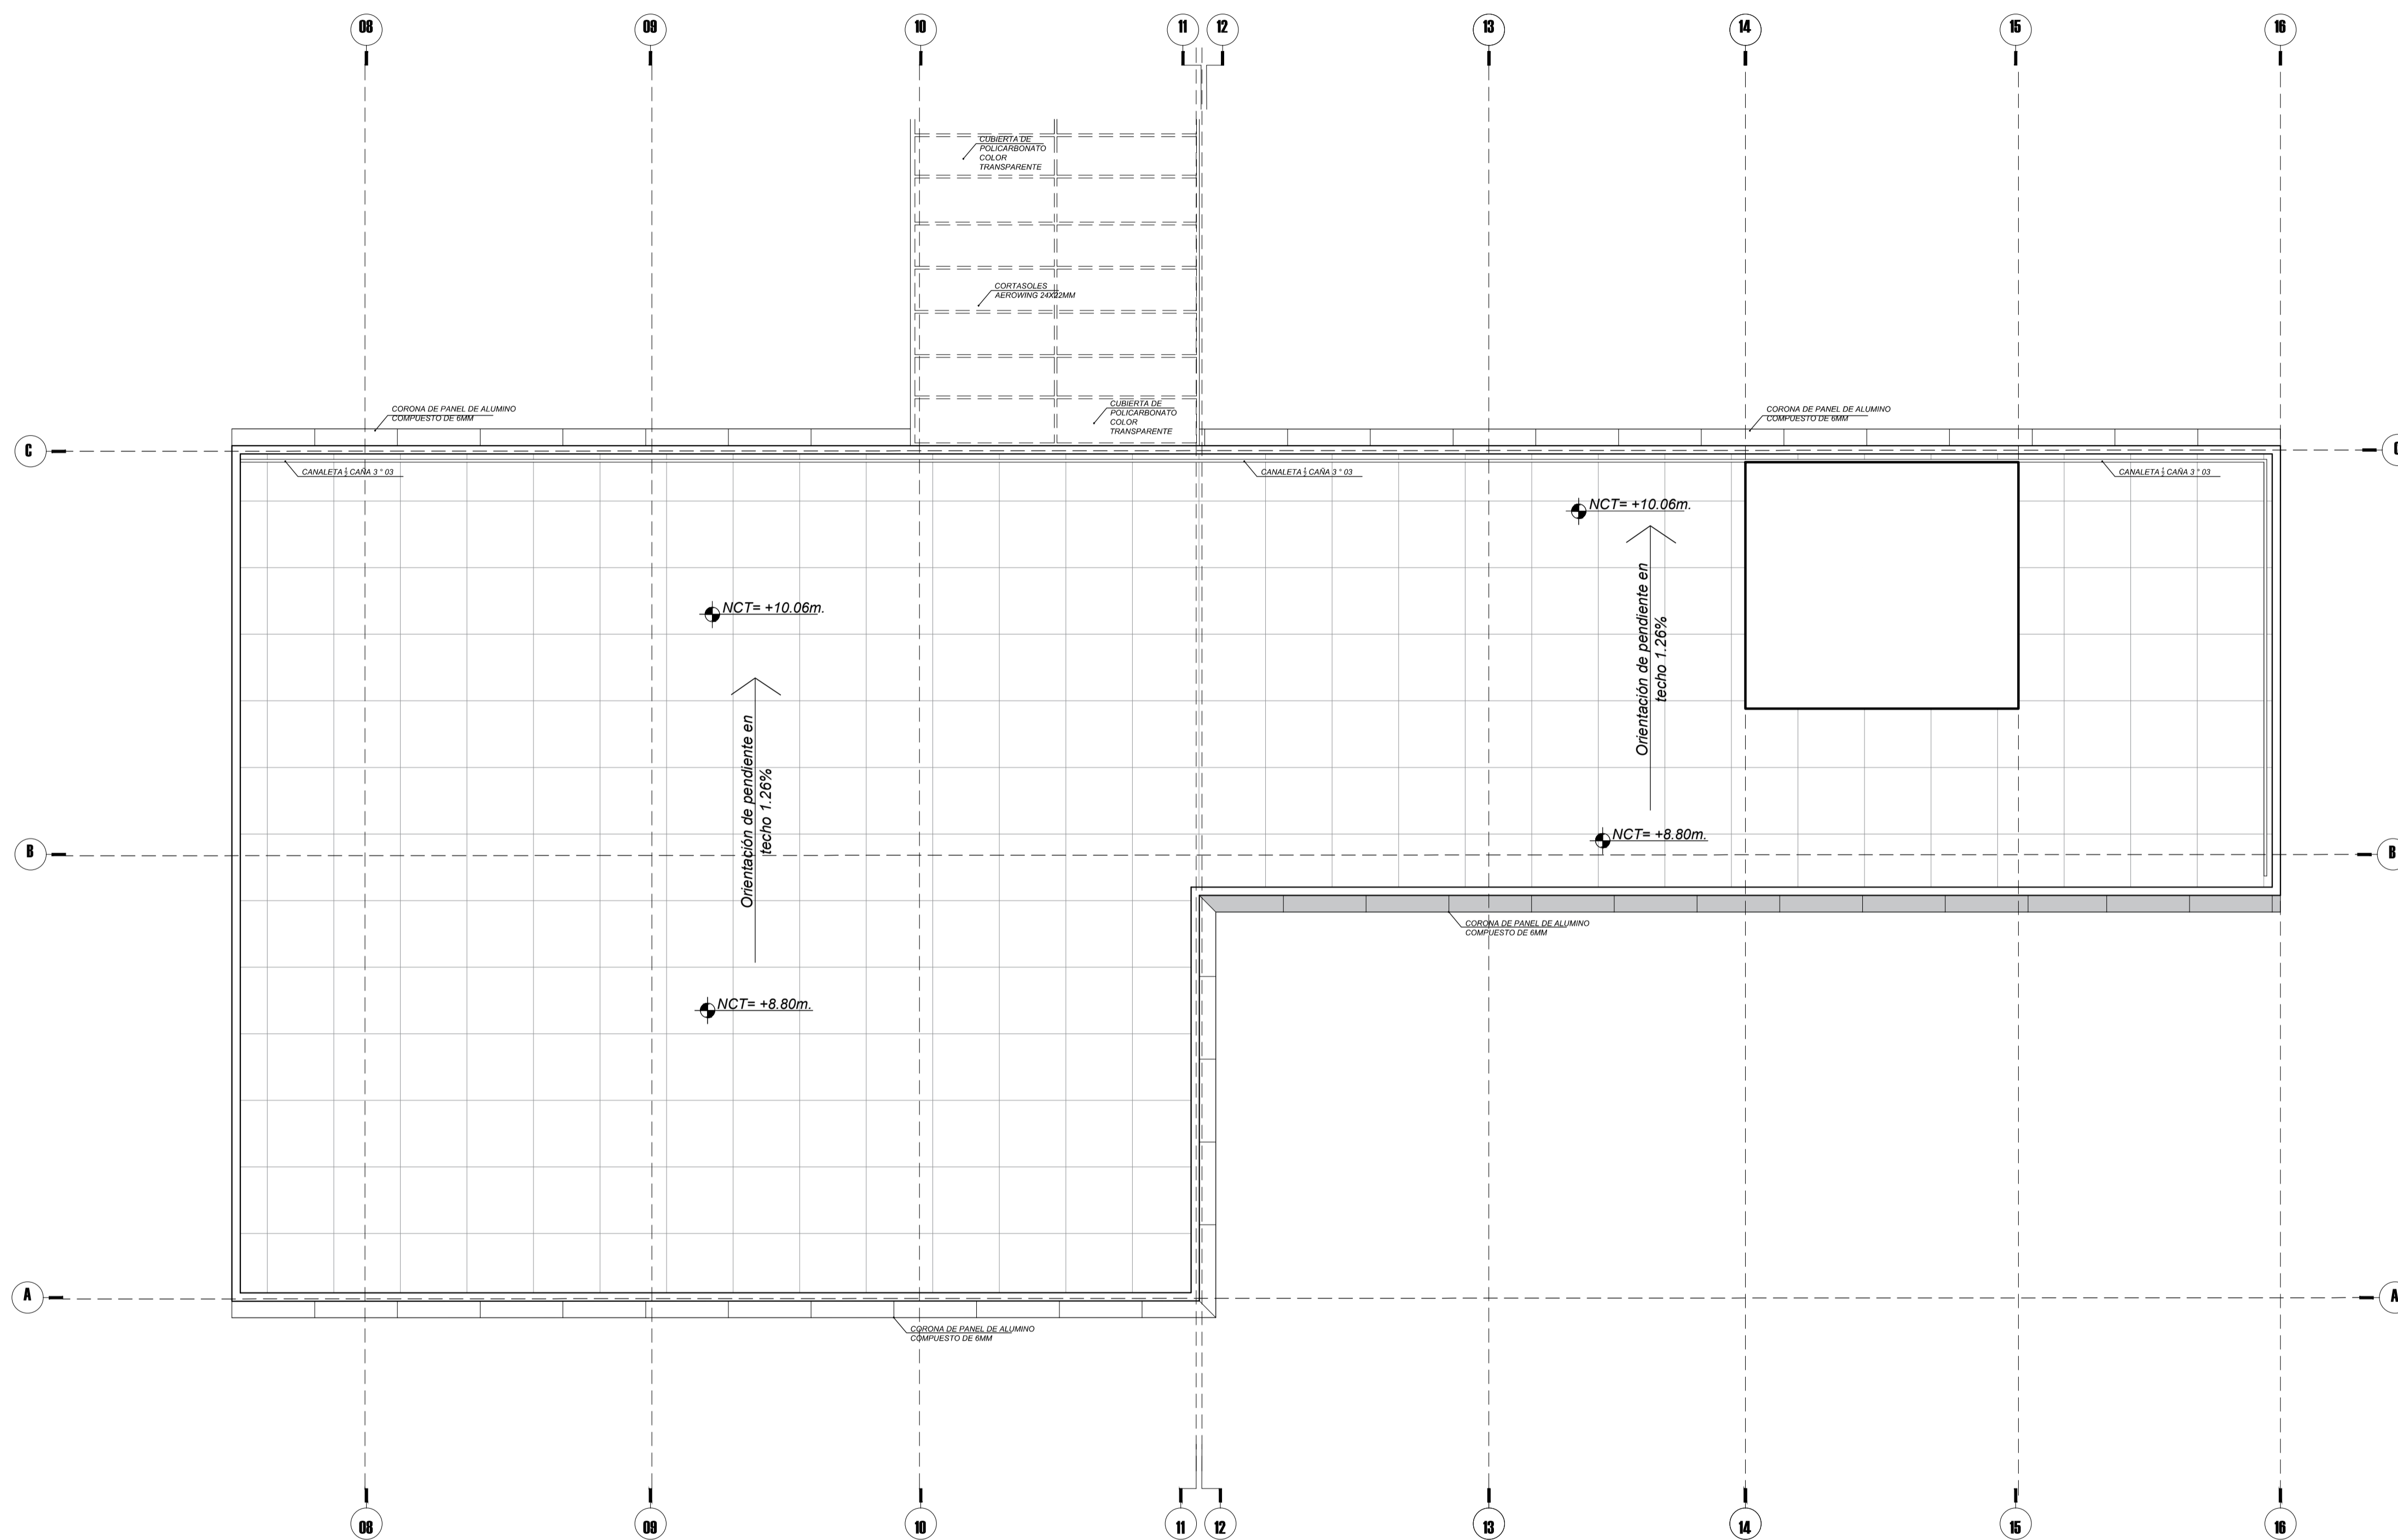 08 09 10 11 12 13 14 15 16
CUBIERTA DE
POLICARBONATO
COLOR
TRANSPARENTE
CORTASOLES
AEROWING 24X22MM
CORONA DE PANEL DE ALUMINO
COMPUESTO DE 6MM
CUBIERTA DE
POLICARBONATO
COLOR
TRANSPARENTE
CORONA DE PANEL DE ALUMINO
COMPUESTO DE 6MM
C
C
CANALETA ½ CAÑA 3 " 03
CANALETA ½ CAÑA 3 " 03
CANALETA ½ CAÑA 3 " 03
NCT= +10.06m.
NCT= +10.06m.
Orientación de pendiente en
techo 1.26%
Orientación de pendiente en
techo 1.26%
NCT= +8.80m.
B
B
CORONA DE PANEL DE ALUMINO
COMPUESTO DE 6MM
NCT= +8.80m.
A
A
CORONA DE PANEL DE ALUMINO
COMPUESTO DE 6MM
08 09 10 11 12 13 14 15 16